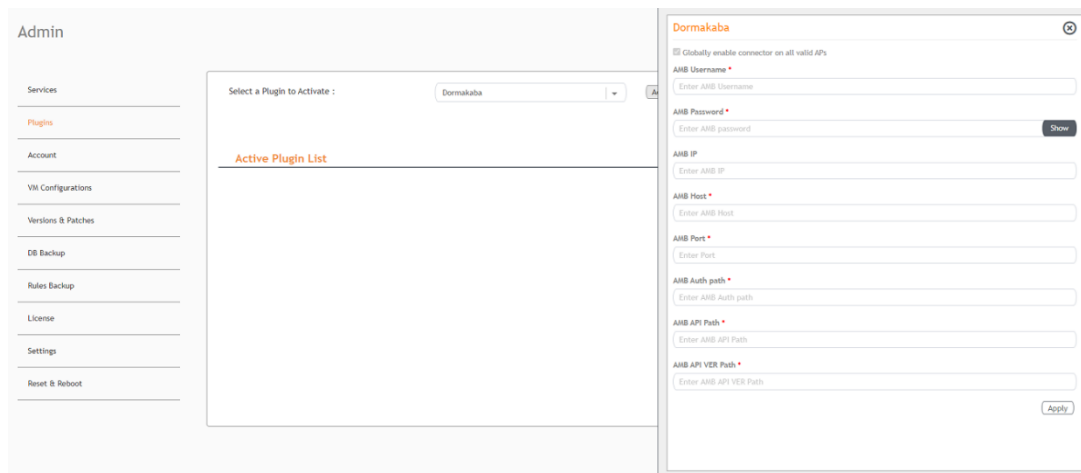 Admin
Services
Plugins
Account
VM Configurations
Versions & Patches
DB Backup
Rules Backup
License
Settings
Reset & Reboot
Select a Plugin to Activate :
Dormakaba
Active Plugin List
Dormakaba
Globally enable connector on all valid APs
AMB Username *
Enter AMB Username
AMB Password *
Enter AMB password
Show
AMB IP
Enter AMB IP
AMB Host *
Enter AMB Host
AMB Port *
Enter Port
AMB Auth path *
Enter AMB Auth path
AMB API Path *
Enter AMB API Path
AMB API VER Path *
Enter AMB API VER Path
Apply